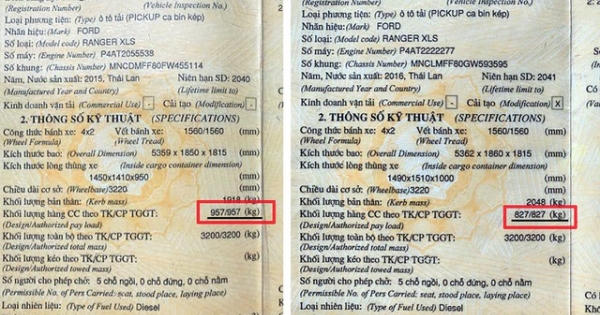 (Registration Number) (Vehicle Inspection No.)
Loại phương tiện: (Type) ô tô tải (PICKUP ca bin kép)
Nhãn hiệu: (Mark) FORD
Số loại: (Model code) RANGER XLS
Số máy: (Engine Number) P4AT2055538
Số khung: (Chassis Number) MNCDMFF60FW455114
Năm, Nước sản xuất: 2015, Thái Lan Niên hạn SD: 2040
(Manufactured Year and Country) (Lifetime limit to)
Kinh doanh vận tải (Commercial Use) - Cải tạo (Modification) -
2. THÔNG SỐ KỸ THUẬT (SPECIFICATIONS)
Công thức bánh xe: 4x2 Vết bánh xe: 1560/1560 (mm)
(Wheel Formula) (Wheel Tread)
Kích thước bao: (Overall Dimension) 5359 x 1850 x 1815 (mm)
Kích thước lòng thùng xe (Inside cargo container dimension)
1450x1410x950 (mm)
Chiều dài cơ sở: (Wheelbase) 3220 (mm)
Khối lượng bản thân: (Kerb mass) 1918 (kg)
Khối lượng hàng CC theo TK/CP TGGT: 957/957 (kg)
(Design/Authorized pay load)
Khối lượng toàn bộ theo TK/CP TGGT: 3200/3200 (kg)
(Design/Authorized total mass)
Khối lượng kéo theo TK/CP TGGT: (kg)
(Design/Authorized towed mass)
Số người cho phép chở: 5 chỗ ngồi, 0 chỗ đứng, 0 chỗ nằm
(Permissible No. of Pers Carried: seat, stood place, laying place)
Loại nhiên liệu: (Type of Fuel Used) Diesel
(Registration Number) (Vehicle Inspection
Loại phương tiện: (Type) ô tô tải (PICKUP ca bin kép)
Nhãn hiệu: (Mark) FORD
Số loại: (Model code) RANGER XLS
Số máy: (Engine Number) P4AT2222277
Số khung: (Chassis Number) MNCLMFF60GW593595
Năm, Nước sản xuất: 2016, Thái Lan Niên hạn SD: 2041
(Manufactured Year and Country) (Lifetime limit to)
Kinh doanh vận tải (Commercial Use) - Cải tạo (Modification) X
2. THÔNG SỐ KỸ THUẬT (SPECIFICATIONS)
Công thức bánh xe: 4x2 Vết bánh xe: 1560/1560 (mm)
(Wheel Formula) (Wheel Tread)
Kích thước bao: (Overall Dimension) 5362 x 1860 x 1815 (mm)
Kích thước lòng thùng xe (Inside cargo container dimension)
1490x1510x1000 (mm)
Chiều dài cơ sở: (Wheelbase) 3220 (mm)
Khối lượng bản thân: (Kerb mass) 2048 (kg)
Khối lượng hàng CC theo TK/CP TGGT: 827/827 (kg)
(Design/Authorized pay load)
Khối lượng toàn bộ theo TK/CP TGGT: 3200/3200 (kg)
(Design/Authorized total mass)
Khối lượng kéo theo TK/CP TGGT: (kg)
(Design/Authorized towed mass)
Số người cho phép chở: 5 chỗ ngồi, 0 chỗ đứng, 0 chỗ nằm
(Permissible No. of Pers Carried: seat, stood place, laying place)
Loại nhiên liệu: (Type of Fuel Used) Diesel